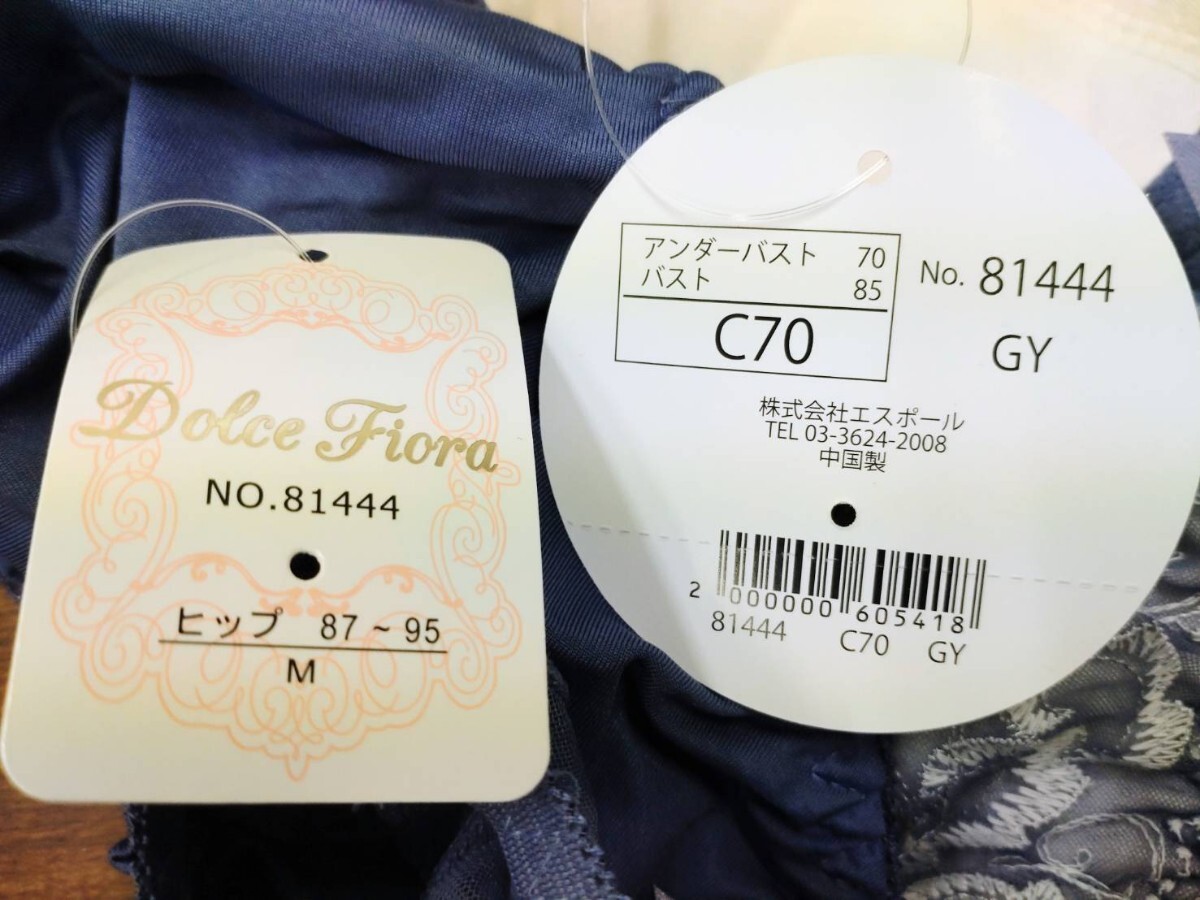 Dolce Fiora
NO.81444
ヒップ 87~95
M
アンダーバスト 70
バスト 85
C70
No. 81444
GY
株式会社エスポール
TEL 03-3624-2008
中国製
2 000000 605418
81444 C70 GY